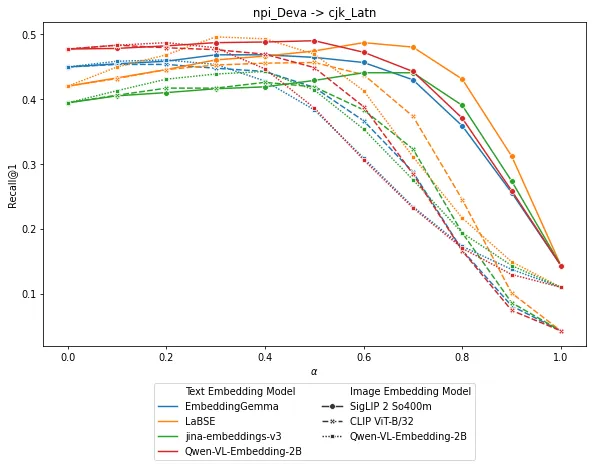 npi_Deva -> cjk_Latn
0.5
0.4
0.3
0.2
0.1
Recall@1
0.0 0.2 0.4 0.6 0.8 1.0
α
Text Embedding Model
EmbeddingGemma
LaBSE
jina-embeddings-v3
Qwen-VL-Embedding-2B
Image Embedding Model
SigLIP 2 So400m
CLIP ViT-B/32
Qwen-VL-Embedding-2B